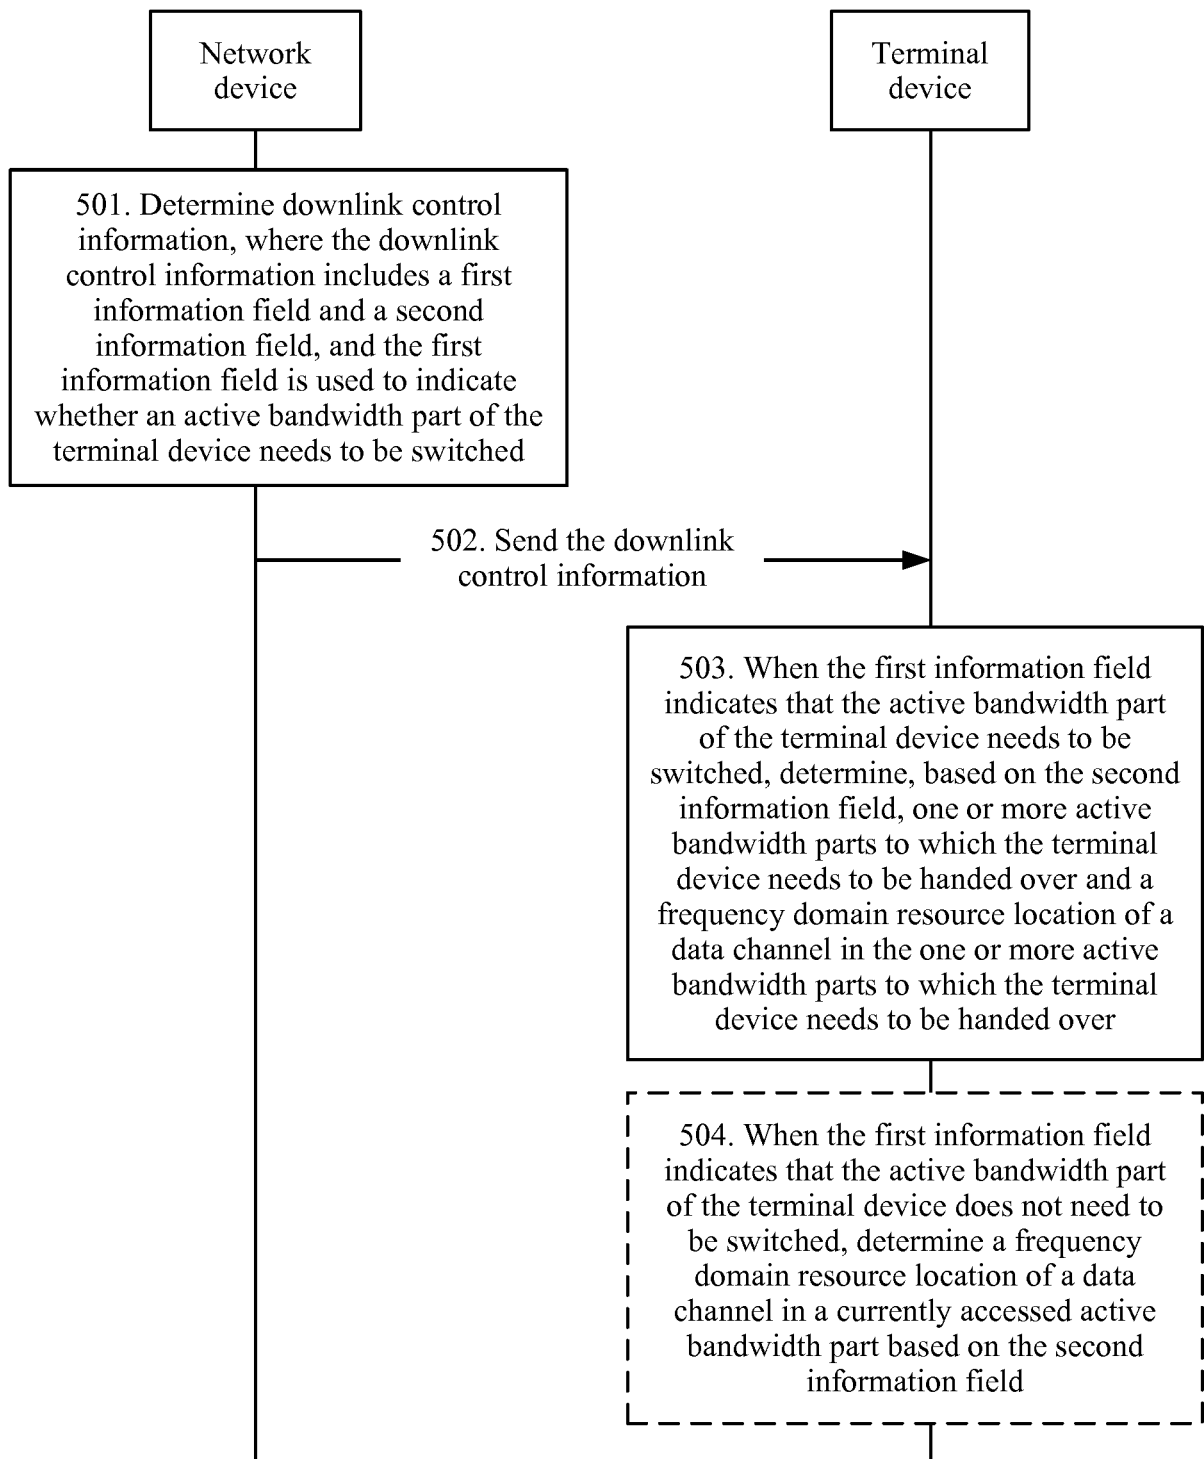 Network
device
Terminal
device
501. Determine downlink control
information, where the downlink
control information includes a first
information field and a second
information field, and the first
information field is used to indicate
whether an active bandwidth part of the
terminal device needs to be switched
502. Send the downlink
control information
503. When the first information field
indicates that the active bandwidth part
of the terminal device needs to be
switched, determine, based on the second
information field, one or more active
bandwidth parts to which the terminal
device needs to be handed over and a
frequency domain resource location of a
data channel in the one or more active
bandwidth parts to which the terminal
device needs to be handed over
504. When the first information field
indicates that the active bandwidth part
of the terminal device does not need to
be switched, determine a frequency
domain resource location of a data
channel in a currently accessed active
bandwidth part based on the second
information field